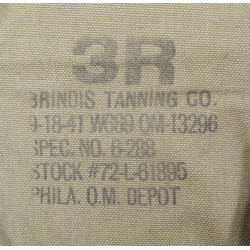 3R
BRINDIS TANNING CO.
9-18-41 W669 QM-13296
SPEC. NO. 6-288
STOCK #72-L-61895
PHILA. Q.M. DEPOT